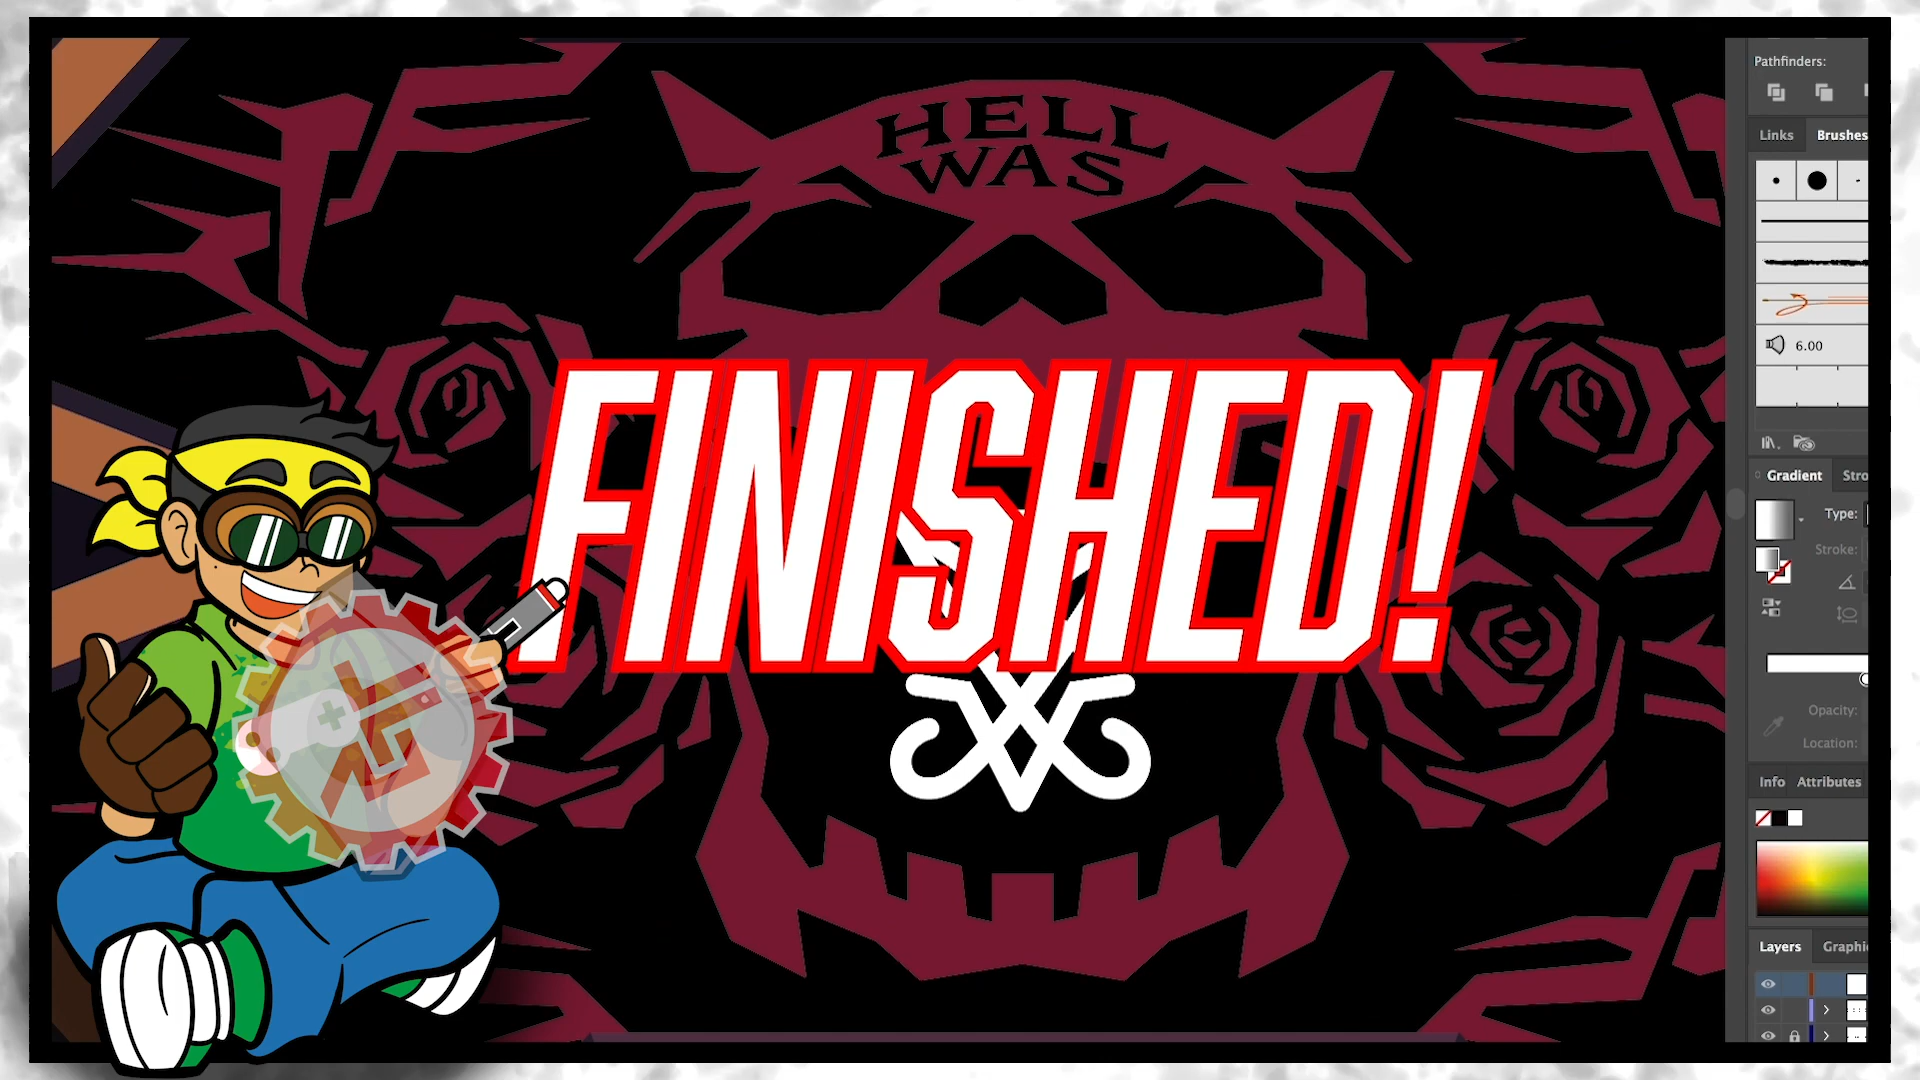 HELL
WAS
FINISHED!
Pathfinders:
Links Brushes
6.00
Gradient Stro
Type:
Stroke:
Opacity:
Location:
Info Attributes
Layers Graphi